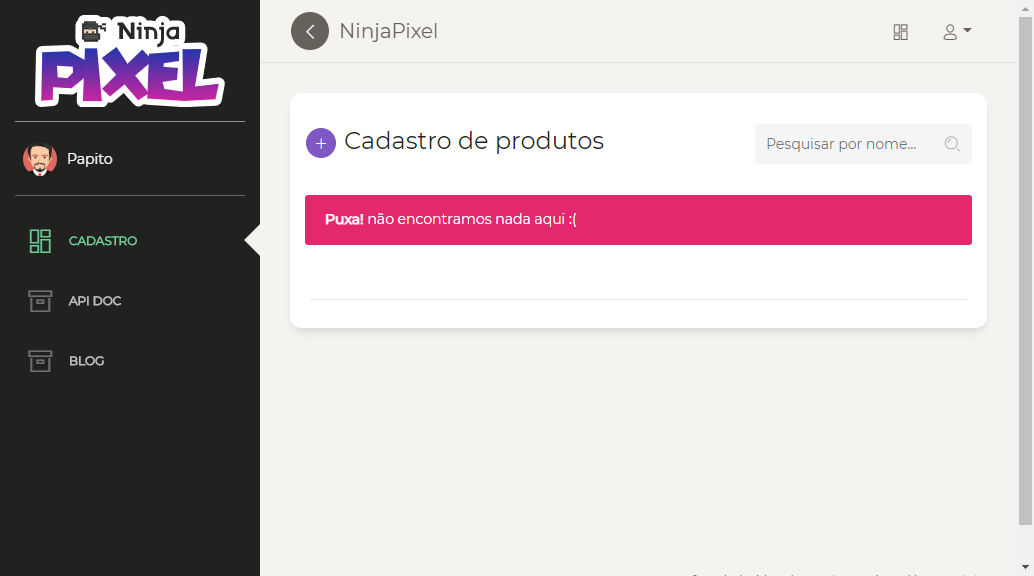 Ninja
PIXEL
Papito
CADASTRO
API DOC
BLOG
NinjaPixel
Cadastro de produtos
Pesquisar por nome...
Puxa! não encontramos nada aqui :(